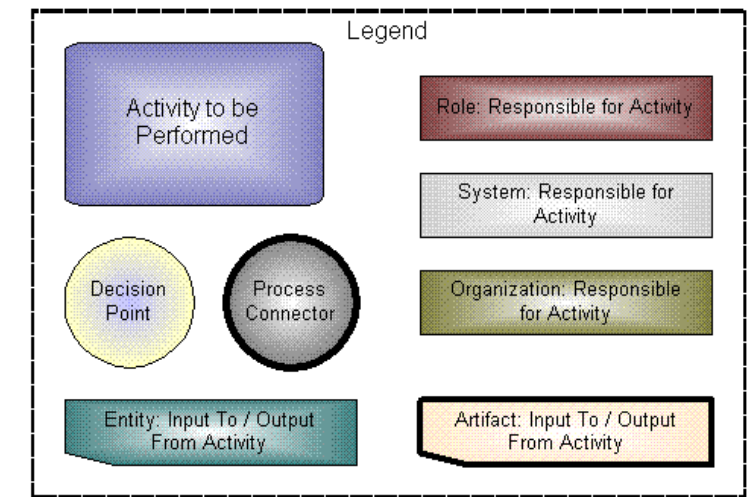 Legend
Activity to be
Performed
Role: Responsible for Activity
System: Responsible for
Activity
Decision
Point
Process
Connector
Organization: Responsible
for Activity
Entity: Input To / Output
From Activity
Artifact: Input To / Output
From Activity